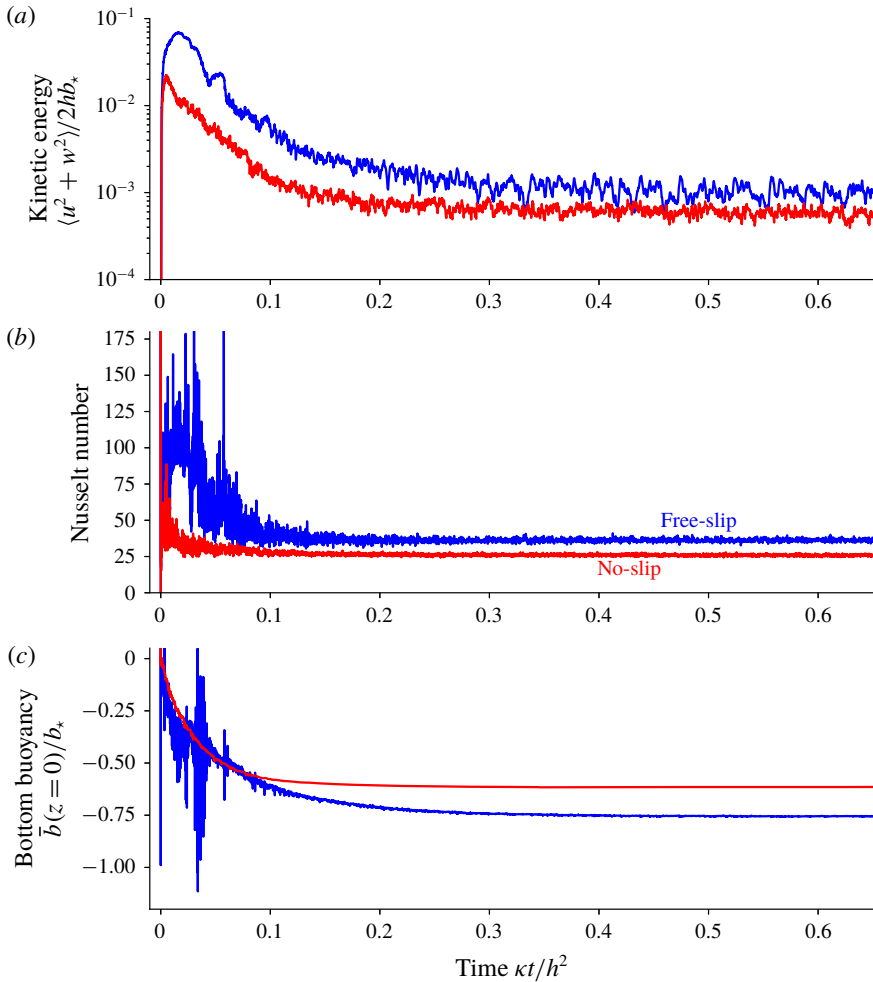 (a)
Kinetic energy
⟨u² + w²⟩/2hb⋆
10⁻¹
10⁻²
10⁻³
10⁻⁴
0 0.1 0.2 0.3 0.4 0.5 0.6
(b)
Nusselt number
175
150
125
100
75
50
25
0
Free-slip
No-slip
0 0.1 0.2 0.3 0.4 0.5 0.6
(c)
Bottom buoyancy
b̄(z = 0)/b⋆
0
−0.25
−0.50
−0.75
−1.00
0 0.1 0.2 0.3 0.4 0.5 0.6
Time κt/h²